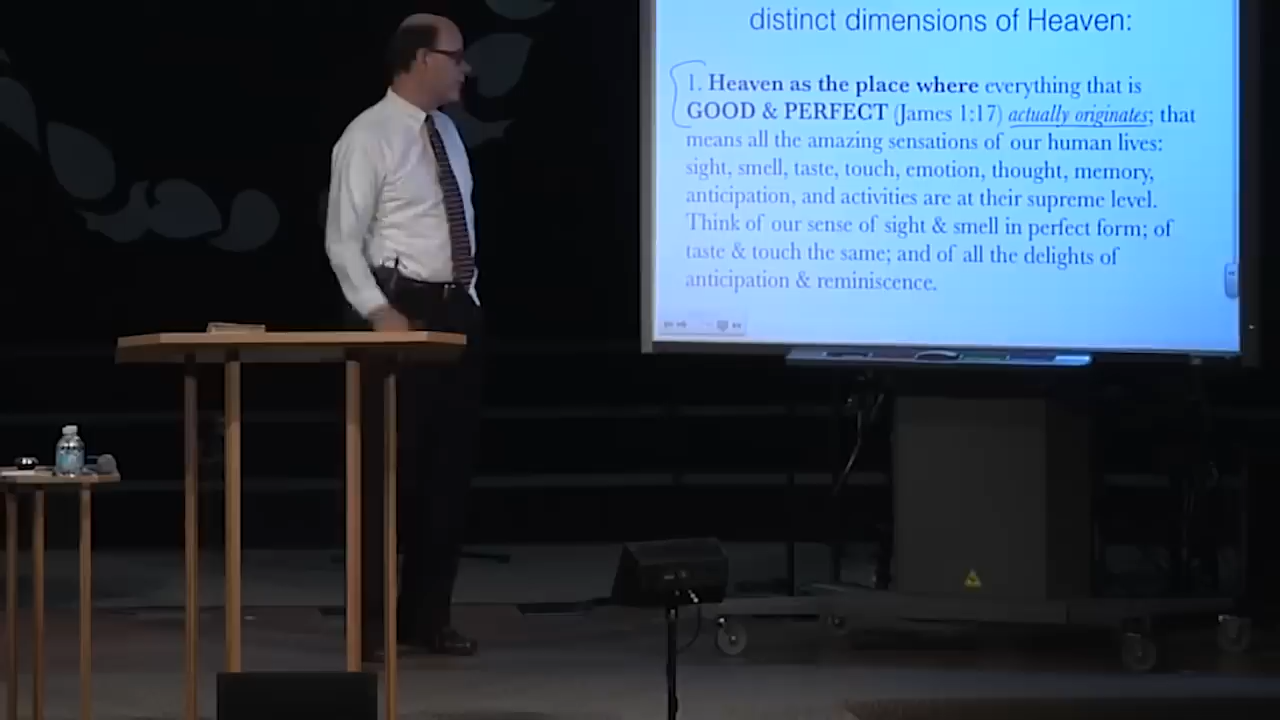 distinct dimensions of Heaven:
1. Heaven as the place where everything that is
GOOD & PERFECT (James 1:17) actually originates; that
means all the amazing sensations of our human lives:
sight, smell, taste, touch, emotion, thought, memory,
anticipation, and activities are at their supreme level.
Think of our sense of sight & smell in perfect form; of
taste & touch the same; and of all the delights of
anticipation & reminiscence.